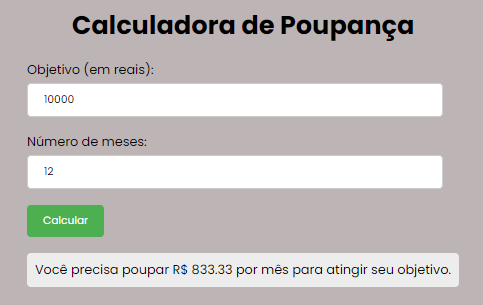 Calculadora de Poupança
Objetivo (em reais):
10000
Número de meses:
12
Calcular
Você precisa poupar R$ 833.33 por mês para atingir seu objetivo.